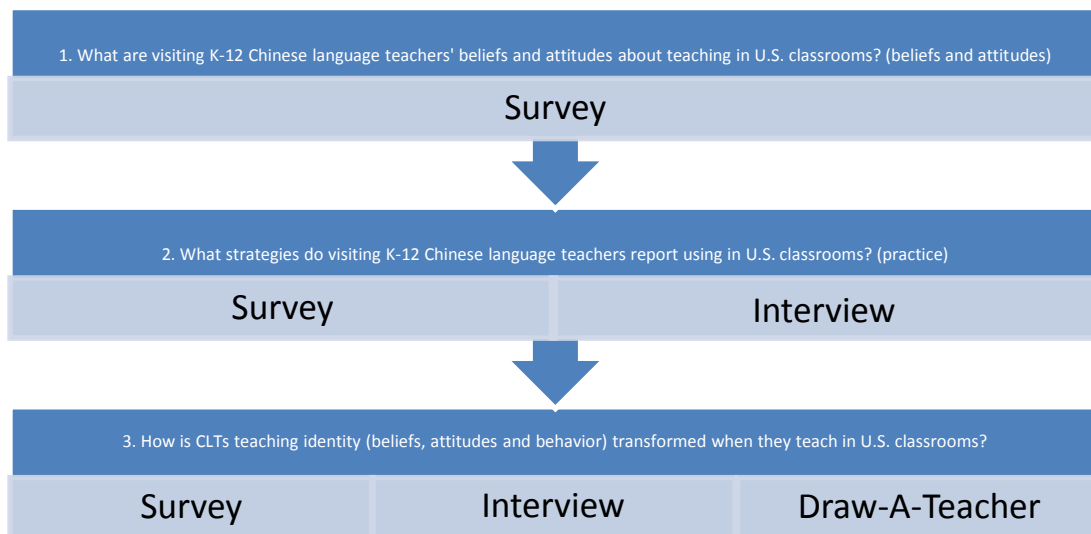 1. What are visiting K-12 Chinese language teachers' beliefs and attitudes about teaching in U.S. classrooms? (beliefs and attitudes)
Survey
2. What strategies do visiting K-12 Chinese language teachers report using in U.S. classrooms? (practice)
Survey Interview
3. How is CLTs teaching identity (beliefs, attitudes and behavior) transformed when they teach in U.S. classrooms?
Survey Interview Draw-A-Teacher